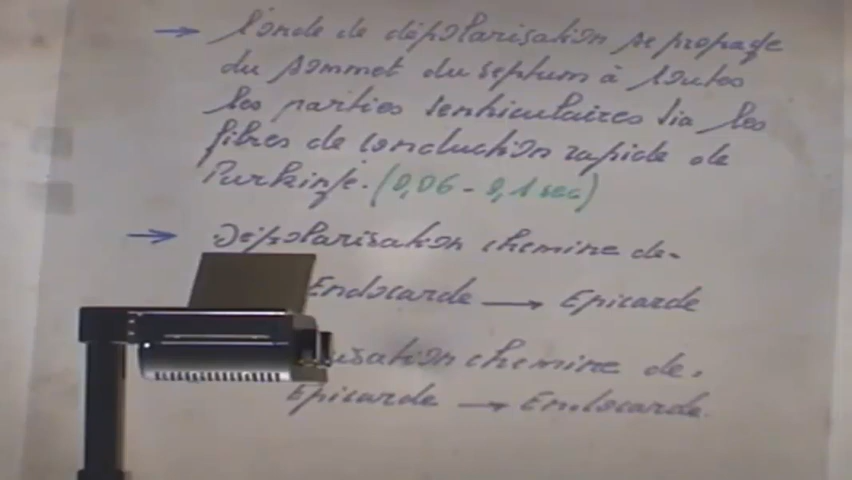 → L'onde de dépolarisation se propage
du sommet du septum à toutes
les parties ventriculaires via les
fibres de conduction rapide de
Purkinje. (0,06 - 0,1 sec)
→ Dépolarisation chemine de
Endocarde → Epicarde
chemine de
Epicarde → Endocarde